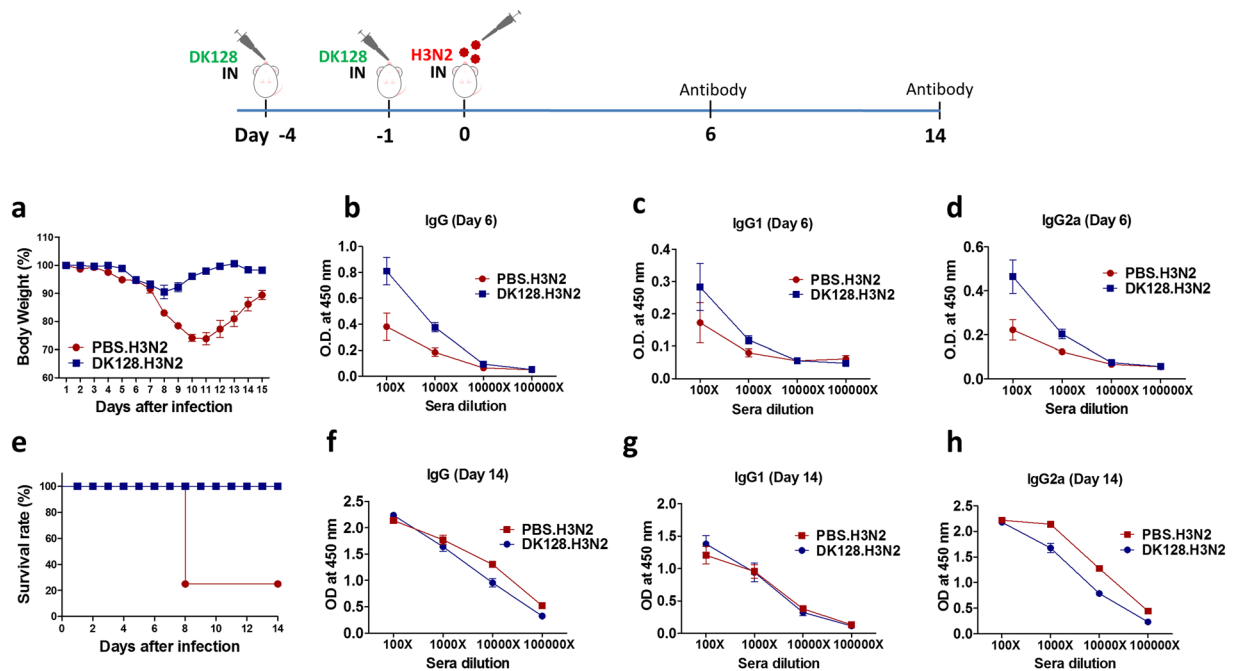 DK128
IN
DK128
IN
H3N2
IN
Antibody
Antibody
Day -4
-1
0
6
14
a
Body Weight (%)
110
100
90
80
70
60
PBS.H3N2
DK128.H3N2
1 2 3 4 5 6 7 8 9 10 11 12 13 14 15
Days after infection
b
IgG (Day 6)
O.D. at 450 nm
1.0
0.8
0.6
0.4
0.2
0.0
PBS.H3N2
DK128.H3N2
100X 1000X 10000X 100000X
Sera dilution
c
IgG1 (Day 6)
O.D. at 450 nm
0.4
0.3
0.2
0.1
0.0
PBS.H3N2
DK128.H3N2
100X 1000X 10000X 100000X
Sera dilution
d
IgG2a (Day 6)
O.D. at 450 nm
0.6
0.4
0.2
0.0
PBS.H3N2
DK128.H3N2
100X 1000X 10000X 100000X
Sera dilution
e
Survival rate (%)
100
80
60
40
20
0
0 2 4 6 8 10 12 14
Days after infection
f
IgG (Day 14)
OD at 450 nm
2.5
2.0
1.5
1.0
0.5
0.0
PBS.H3N2
DK128.H3N2
100X 1000X 10000X 100000X
Sera dilution
g
IgG1 (Day 14)
OD at 450 nm
2.0
1.5
1.0
0.5
0.0
PBS.H3N2
DK128.H3N2
100X 1000X 10000X 100000X
Sera dilution
h
IgG2a (Day 14)
OD at 450 nm
2.5
2.0
1.5
1.0
0.5
0.0
PBS.H3N2
DK128.H3N2
100X 1000X 10000X 100000X
Sera dilution